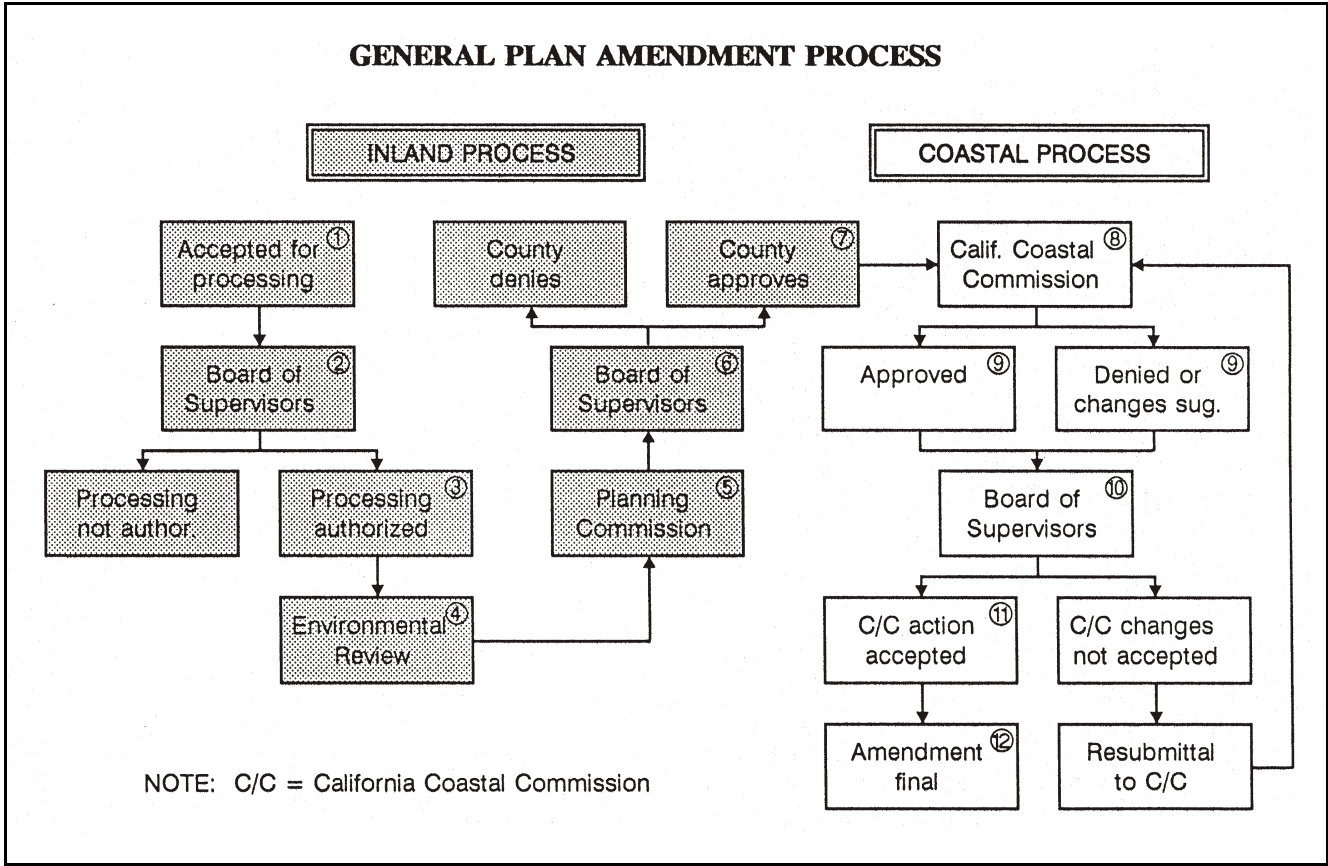 GENERAL PLAN AMENDMENT PROCESS
INLAND PROCESS
COASTAL PROCESS
Accepted for ①
processing
County
denies
County ⑦
approves
Calif. Coastal ⑧
Commission
Board of ②
Supervisors
Board of ⑥
Supervisors
Approved ⑨
Denied or ⑨
changes sug.
Processing
not author.
Processing ③
authorized
Planning ⑤
Commission
Board of ⑩
Supervisors
Environmental ④
Review
C/C action ⑪
accepted
C/C changes
not accepted
Amendment ⑫
final
Resubmittal
to C/C
NOTE: C/C = California Coastal Commission